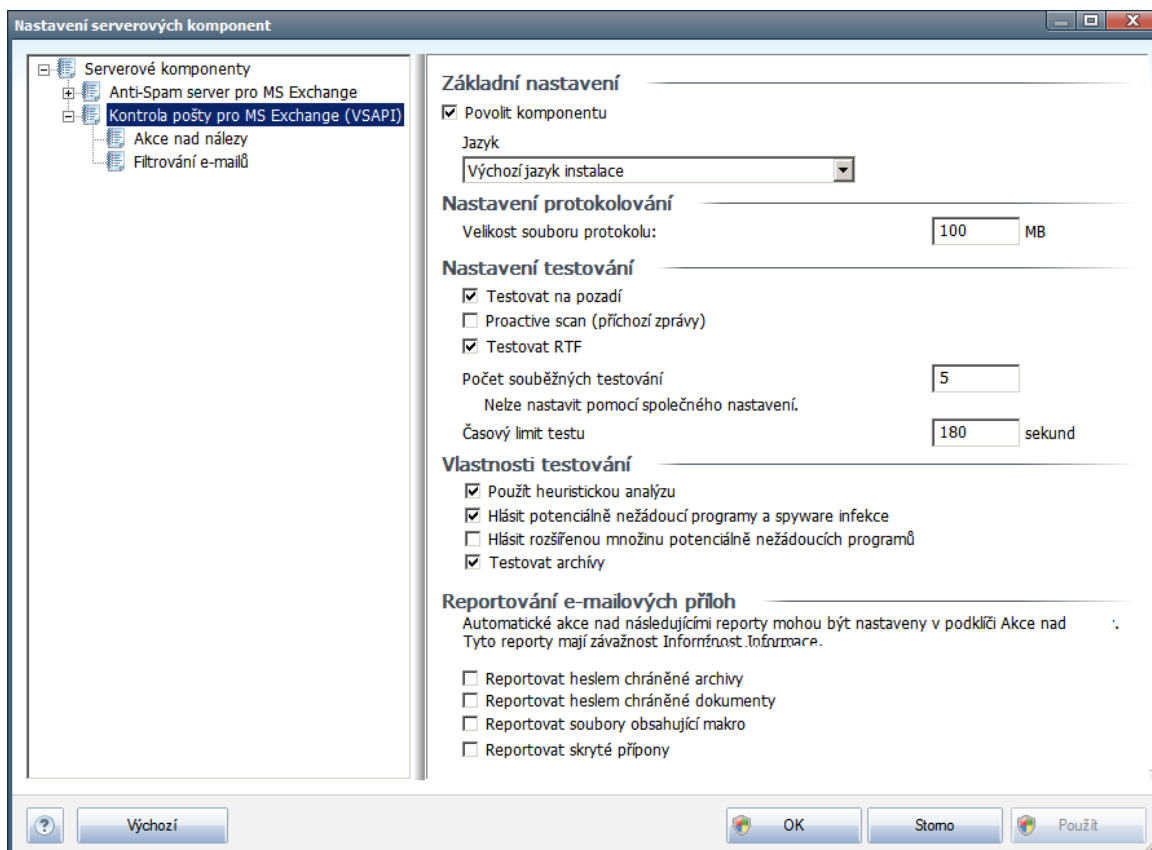 Nastavení serverových komponent
Serverové komponenty
Anti-Spam server pro MS Exchange
Kontrola pošty pro MS Exchange (VSAPI)
Akce nad nálezy
Filtrování e-mailů
Základní nastavení
Povolit komponentu
Jazyk
Výchozí jazyk instalace
Nastavení protokolování
Velikost souboru protokolu:
100 MB
Nastavení testování
Testovat na pozadí
Proactive scan (příchozí zprávy)
Testovat RTF
Počet souběžných testování
5
Nelze nastavit pomocí společného nastavení.
Časový limit testu
180 sekund
Vlastnosti testování
Použít heuristickou analýzu
Hlásit potenciálně nežádoucí programy a spyware infekce
Hlásit rozšířenou množinu potenciálně nežádoucích programů
Testovat archívy
Reportování e-mailových příloh
Automatické akce nad následujícími reporty mohou být nastaveny v podklíči Akce nad
Tyto reporty mají závažnost
Reportovat heslem chráněné archivy
Reportovat heslem chráněné dokumenty
Reportovat soubory obsahující makro
Reportovat skryté přípony
? Výchozí OK Storno Použít